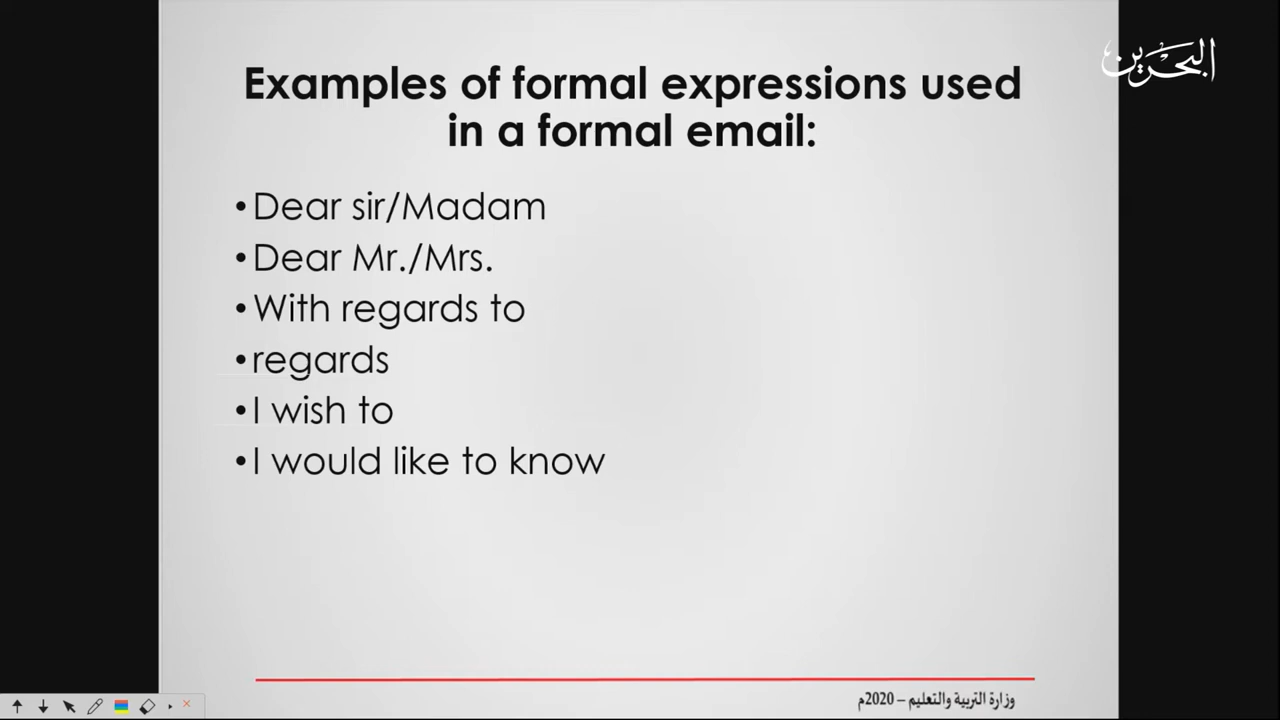 البحرين
Examples of formal expressions used
in a formal email:
•Dear sir/Madam
•Dear Mr./Mrs.
•With regards to
•regards
•I wish to
•I would like to know
وزارة التربية والتعليم – 2020م